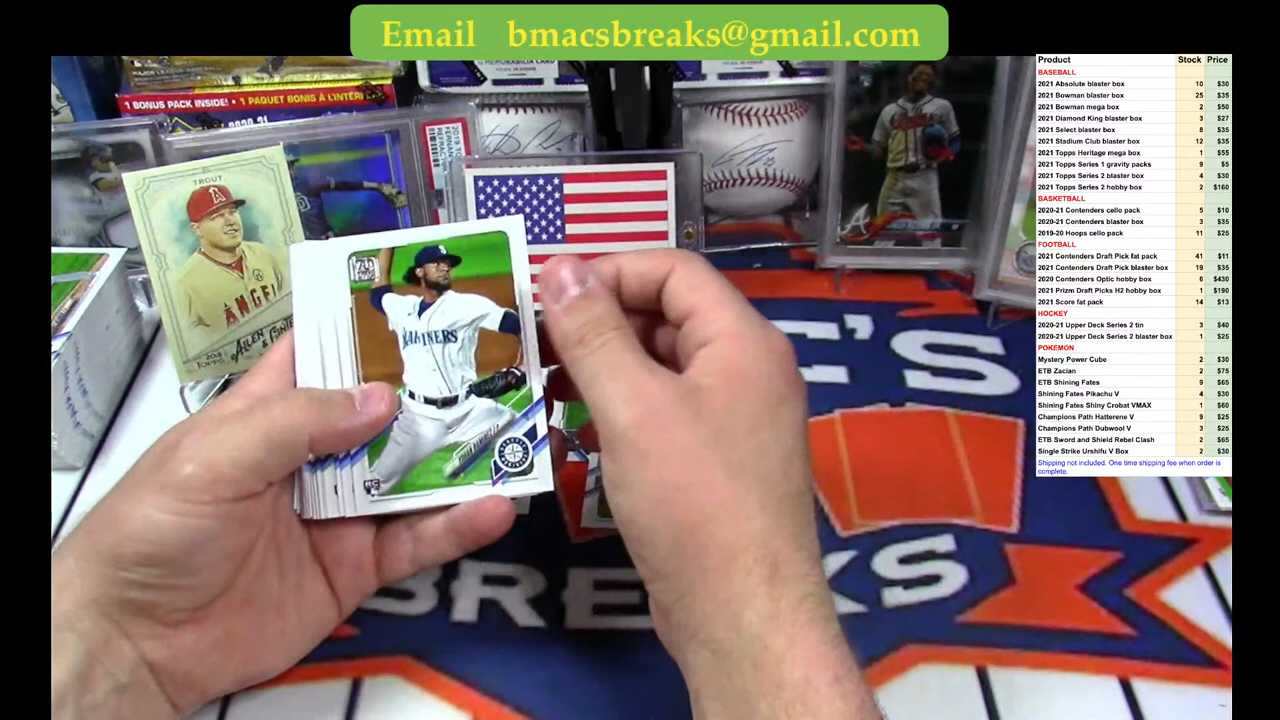 Email bmacsbreaks@gmail.com
Product Stock Price
BASEBALL
2021 Absolute blaster box 10 $30
2021 Bowman blaster box 25 $35
2021 Bowman mega box 2 $50
2021 Diamond King blaster box 3 $27
2021 Select blaster box 8 $35
2021 Stadium Club blaster box 12 $35
2021 Topps Heritage mega box 1 $55
2021 Topps Series 1 gravity packs 9 $5
2021 Topps Series 2 blaster box 4 $30
2021 Topps Series 2 hobby box 2 $160
BASKETBALL
2020-21 Contenders cello pack 5 $10
2020-21 Contenders blaster box 3 $35
2019-20 Hoops cello pack 11 $25
FOOTBALL
2021 Contenders Draft Pick fat pack 41 $11
2021 Contenders Draft Pick blaster box 19 $35
2020 Contenders Optic hobby box 6 $430
2021 Prizm Draft Picks H2 hobby box 1 $190
2021 Score fat pack 14 $13
HOCKEY
2020-21 Upper Deck Series 2 tin 3 $40
2020-21 Upper Deck Series 2 blaster box 1 $25
POKEMON
Mystery Power Cube 2 $30
ETB Zacian 2 $75
ETB Shining Fates 9 $65
Shining Fates Pikachu V 4 $30
Shining Fates Shiny Crobat VMAX 1 $60
Champions Path Hatterene V 9 $25
Champions Path Dubwool V 3 $25
ETB Sword and Shield Rebel Clash 2 $65
Single Strike Urshifu V Box 2 $30
Shipping not included. One time shipping fee when order is
complete.
1 BONUS PACK INSIDE! • 1 PAQUET BONIS À L'INTÉRI
2020-21
MEMORABILIA CARD
TROUT
A
ANGEL
2018
TOPPS
ALLEN & GINTER
70
MARINERS
RC
A
C'S
BREAKS